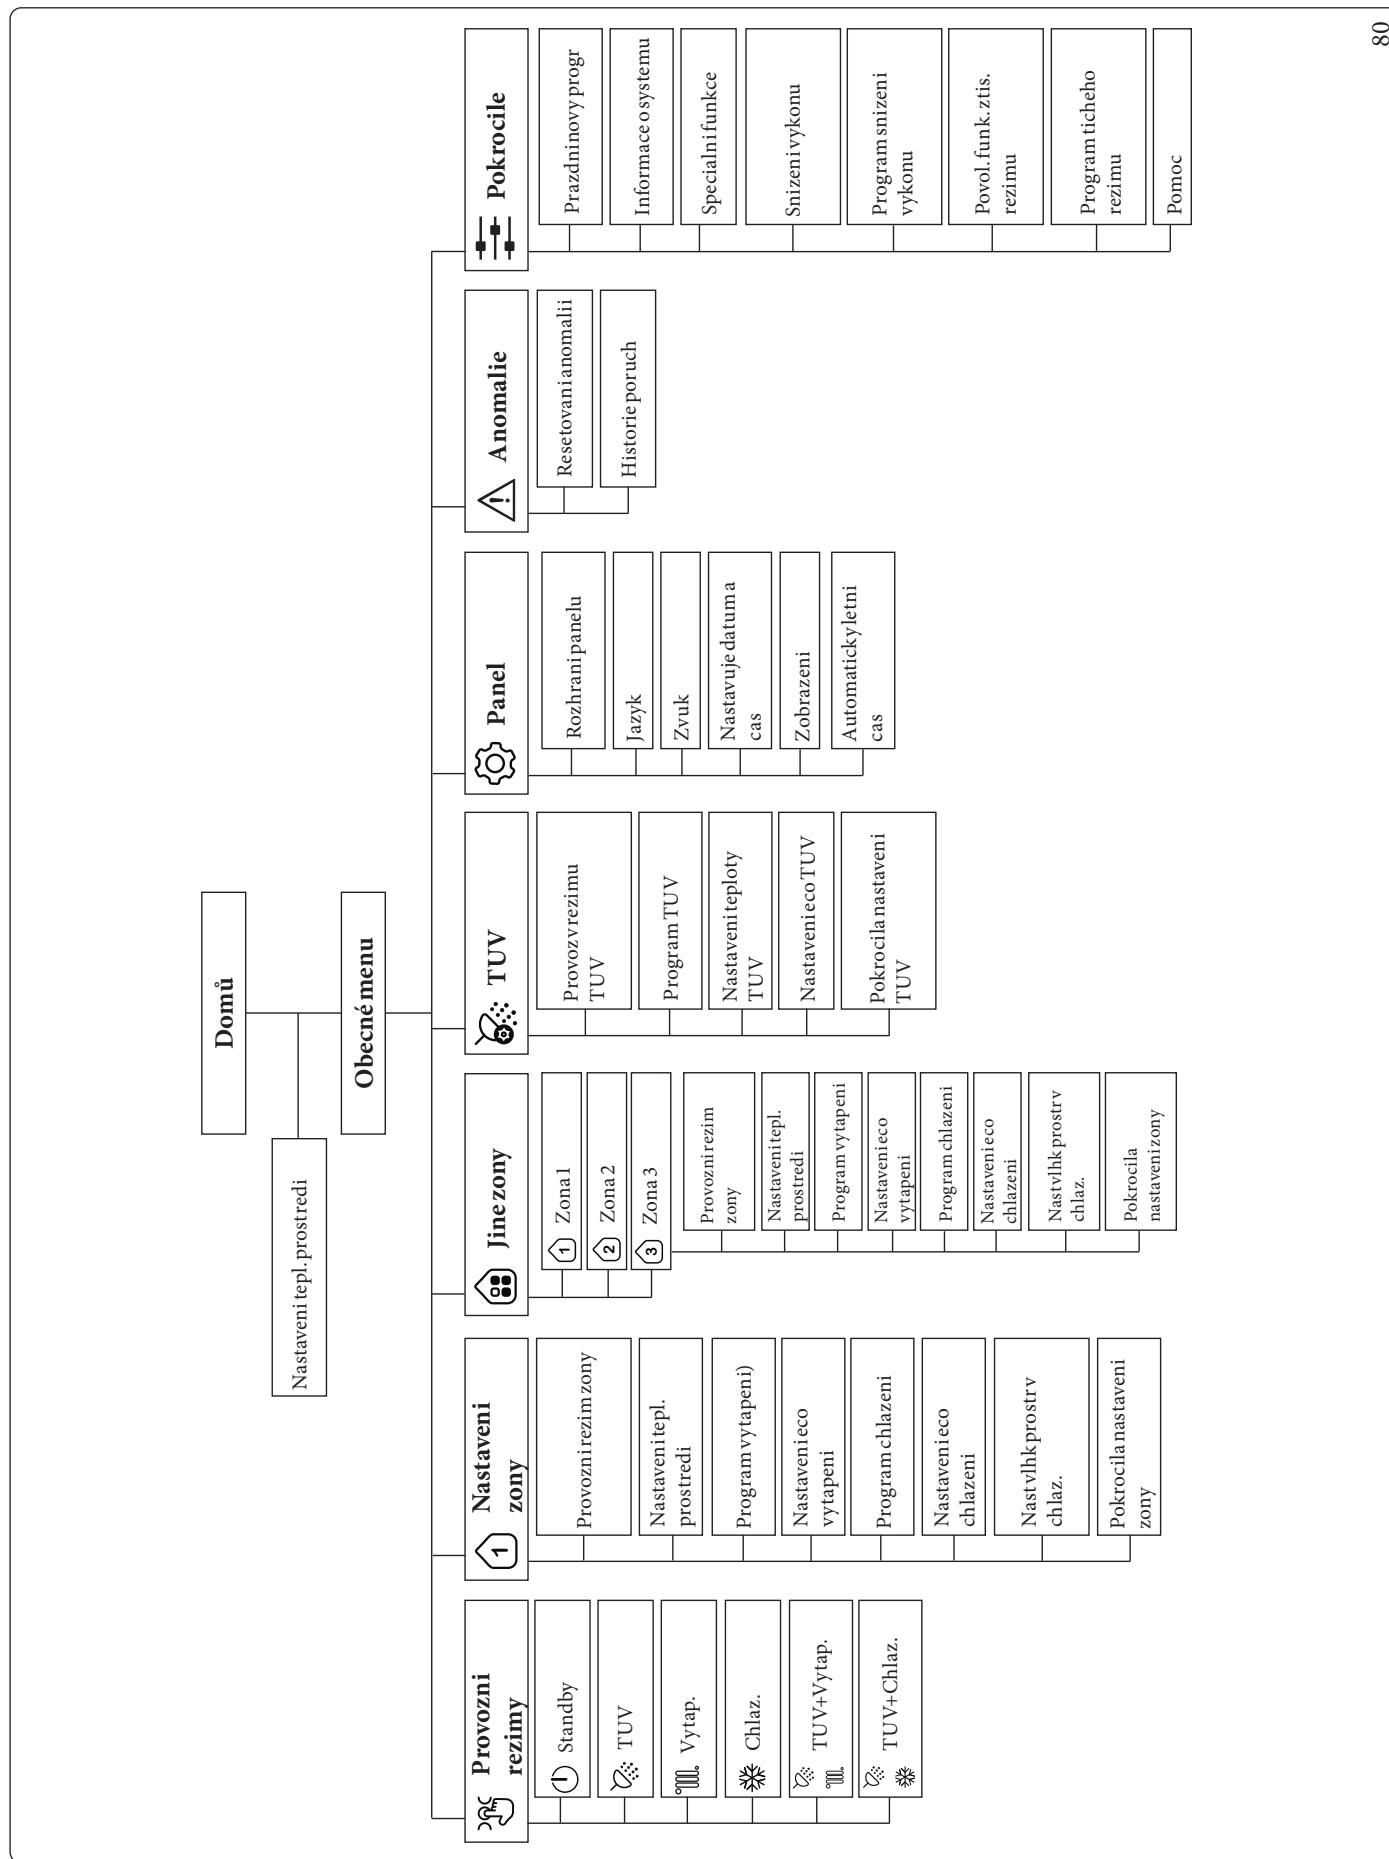 Domů
Nastaveni tepl. prostredi
Obecné menu
Provozni
rezimy
Standby
TUV
Vytap.
Chlaz.
TUV+Vytap.
TUV+Chlaz.
1
Nastaveni
zony
Provozni rezim zony
Nastaveni tepl.
prostredi
Program vytapeni)
Nastaveni eco
vytapeni
Program chlazeni
Nastaveni eco
chlazeni
Nast vlhk prostr v
chlaz.
Pokrocila nastaveni
zony
Jine zony
1 Zona 1
2 Zona 2
3 Zona 3
Provozni rezim
zony
Nastaveni tepl.
prostredi
Program vytapeni
Nastaveni eco
vytapeni
Program chlazeni
Nastaveni eco
chlazeni
Nast vlhk prostr v
chlaz.
Pokrocila
nastaveni zony
TUV
Provoz v rezimu
TUV
Program TUV
Nastaveni teploty
TUV
Nastaveni eco TUV
Pokrocila nastaveni
TUV
Panel
Rozhrani panelu
Jazyk
Zvuk
Nastavuje datum a
cas
Zobrazeni
Automaticky letni
cas
Anomalie
Resetovani anomalii
Historie poruch
Pokrocile
Prazdninovy progr
Informace o systemu
Specialni funkce
Snizeni vykonu
Program snizeni
vykonu
Povol. funk. ztis.
rezimu
Program ticheho
rezimu
Pomoc
80